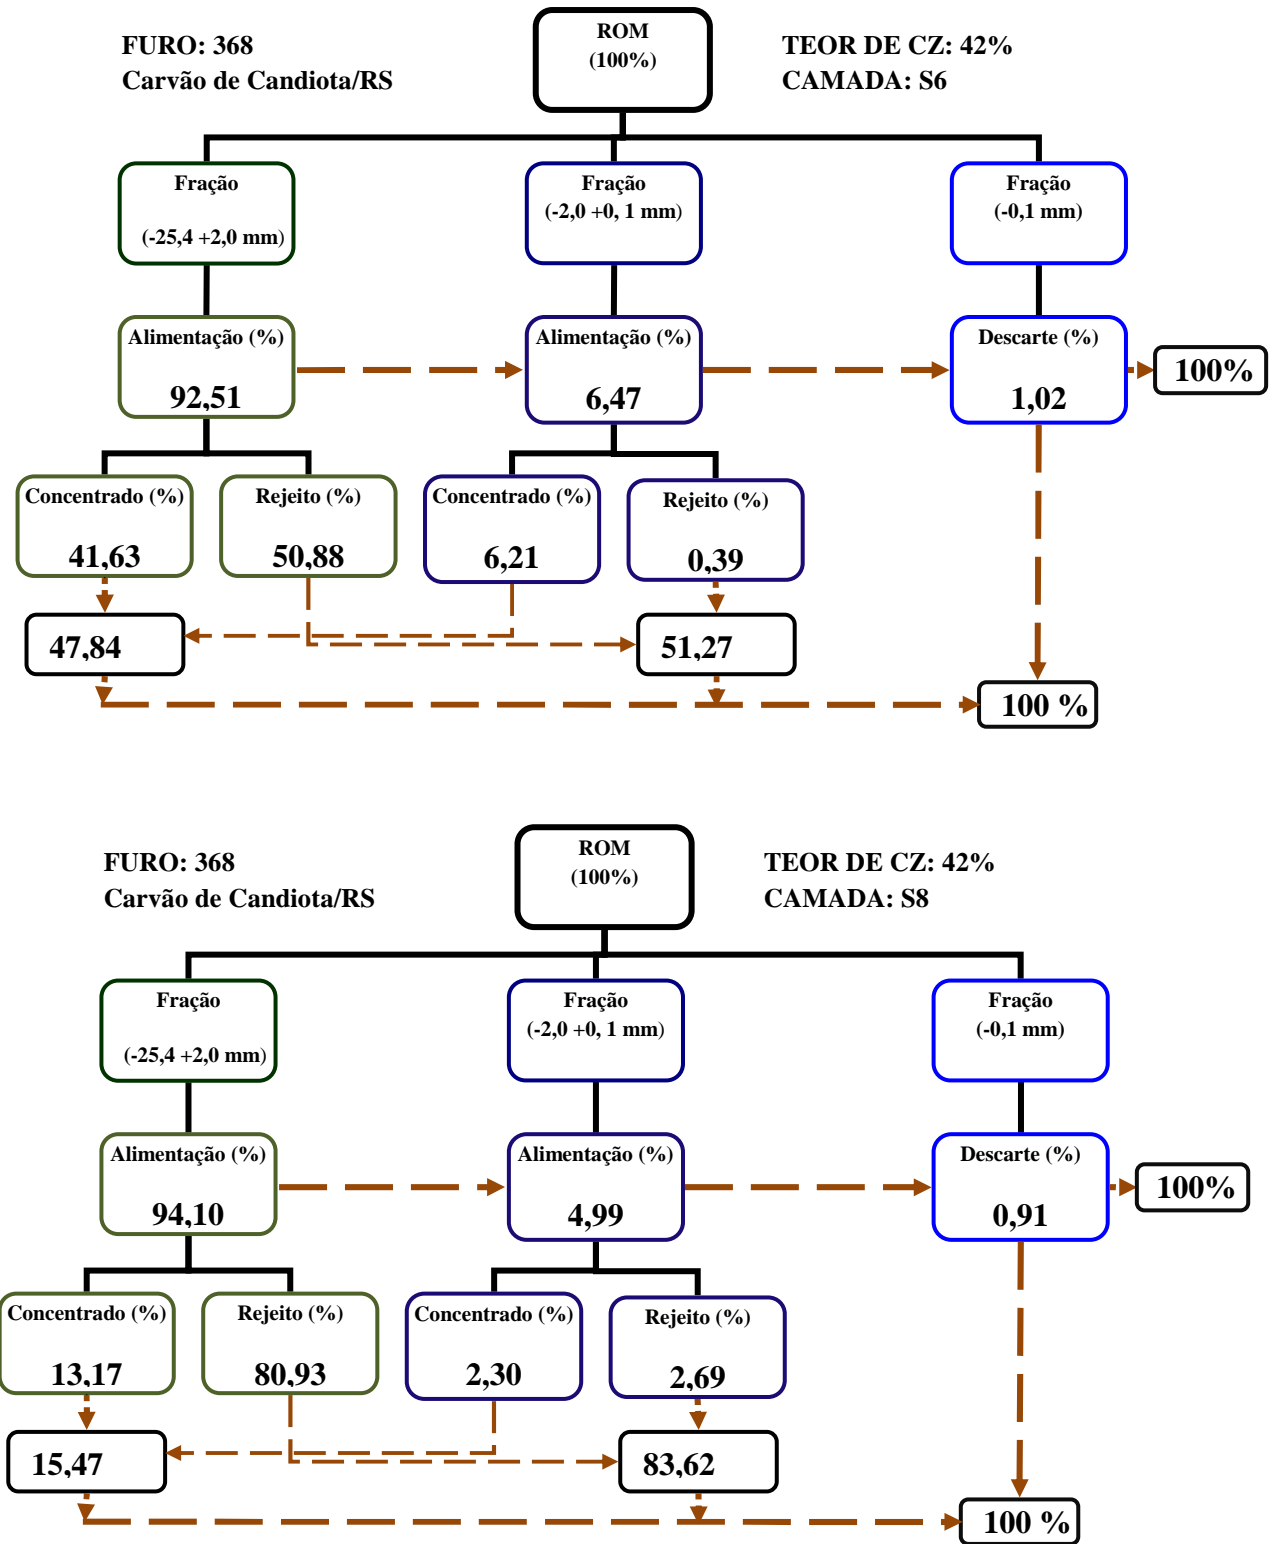 FURO: 368
Carvão de Candiota/RS
ROM
(100%)
TEOR DE CZ: 42%
CAMADA: S6
Fração
(-25,4 +2,0 mm)
Fração
(-2,0 +0, 1 mm)
Fração
(-0,1 mm)
Alimentação (%)
92,51
Alimentação (%)
6,47
Descarte (%)
1,02
100%
Concentrado (%)
41,63
Rejeito (%)
50,88
Concentrado (%)
6,21
Rejeito (%)
0,39
47,84
51,27
100 %
FURO: 368
Carvão de Candiota/RS
ROM
(100%)
TEOR DE CZ: 42%
CAMADA: S8
Fração
(-25,4 +2,0 mm)
Fração
(-2,0 +0, 1 mm)
Fração
(-0,1 mm)
Alimentação (%)
94,10
Alimentação (%)
4,99
Descarte (%)
0,91
100%
Concentrado (%)
13,17
Rejeito (%)
80,93
Concentrado (%)
2,30
Rejeito (%)
2,69
15,47
83,62
100 %